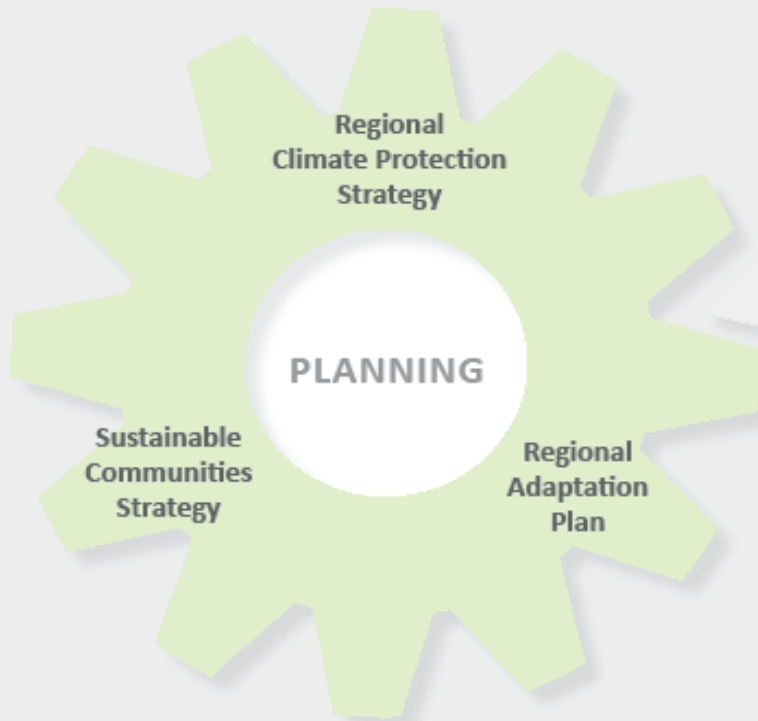 Regional
Climate Protection
Strategy
PLANNING
Sustainable
Communities
Strategy
Regional
Adaptation
Plan